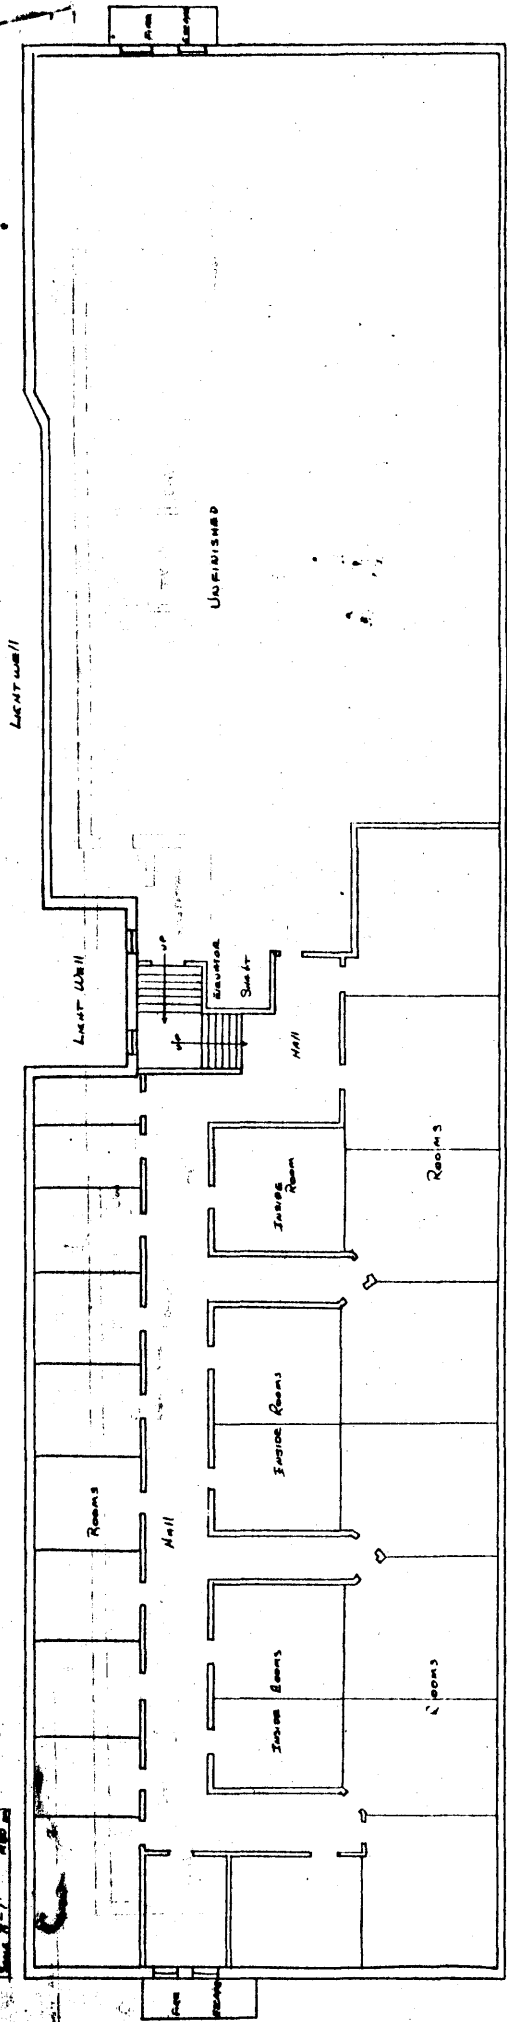 FIRE ESCAPE
LIGHT WELL
UNFINISHED
LIGHT WELL
UP
UP
ELEVATOR
SHAFT
HALL
INSIDE
ROOM
ROOMS
INSIDE ROOMS
ROOMS
HALL
INSIDE ROOMS
ROOMS
FIRE